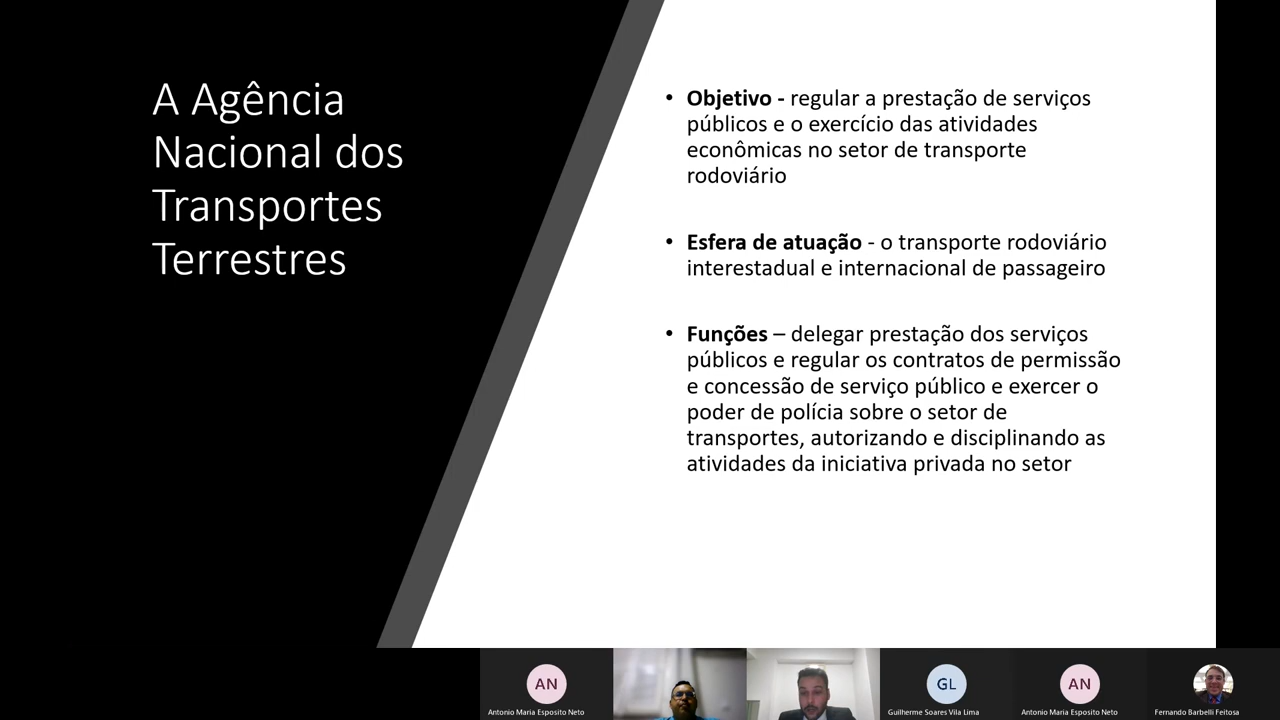 A Agência
Nacional dos
Transportes
Terrestres
• Objetivo - regular a prestação de serviços
públicos e o exercício das atividades
econômicas no setor de transporte
rodoviário
• Esfera de atuação - o transporte rodoviário
interestadual e internacional de passageiro
• Funções – delegar prestação dos serviços
públicos e regular os contratos de permissão
e concessão de serviço público e exercer o
poder de polícia sobre o setor de
transportes, autorizando e disciplinando as
atividades da iniciativa privada no setor
AN
Antonio Maria Esposito Neto
GL
Guilherme Soares Vila Lima
AN
Antonio Maria Esposito Neto
Fernando Barbelli Feitosa